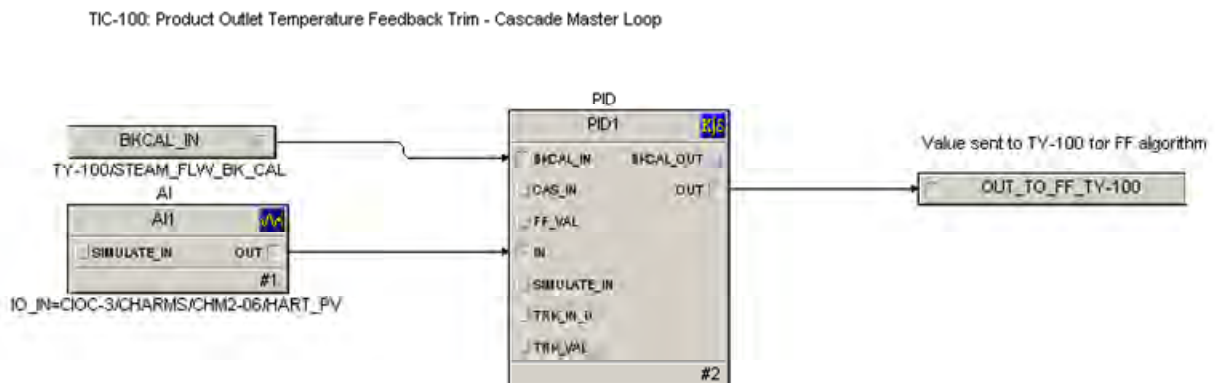 TIC-100: Product Outlet Temperature Feedback Trim - Cascade Master Loop
BKCAL_IN
TY-100/STEAM_FLW_BK_CAL
AI
AI1
SIMULATE_IN OUT
#1
IO_IN=CIOC-3/CHARMS/CHM2-06/HART_PV
PID
PID1
BKCAL_IN BKCAL_OUT
CAS_IN OUT
FF_VAL
IN
SIMULATE_IN
TRK_IN_D
TRK_VAL
#2
Value sent to TY-100 for FF algorithm
OUT_TO_FF_TY-100